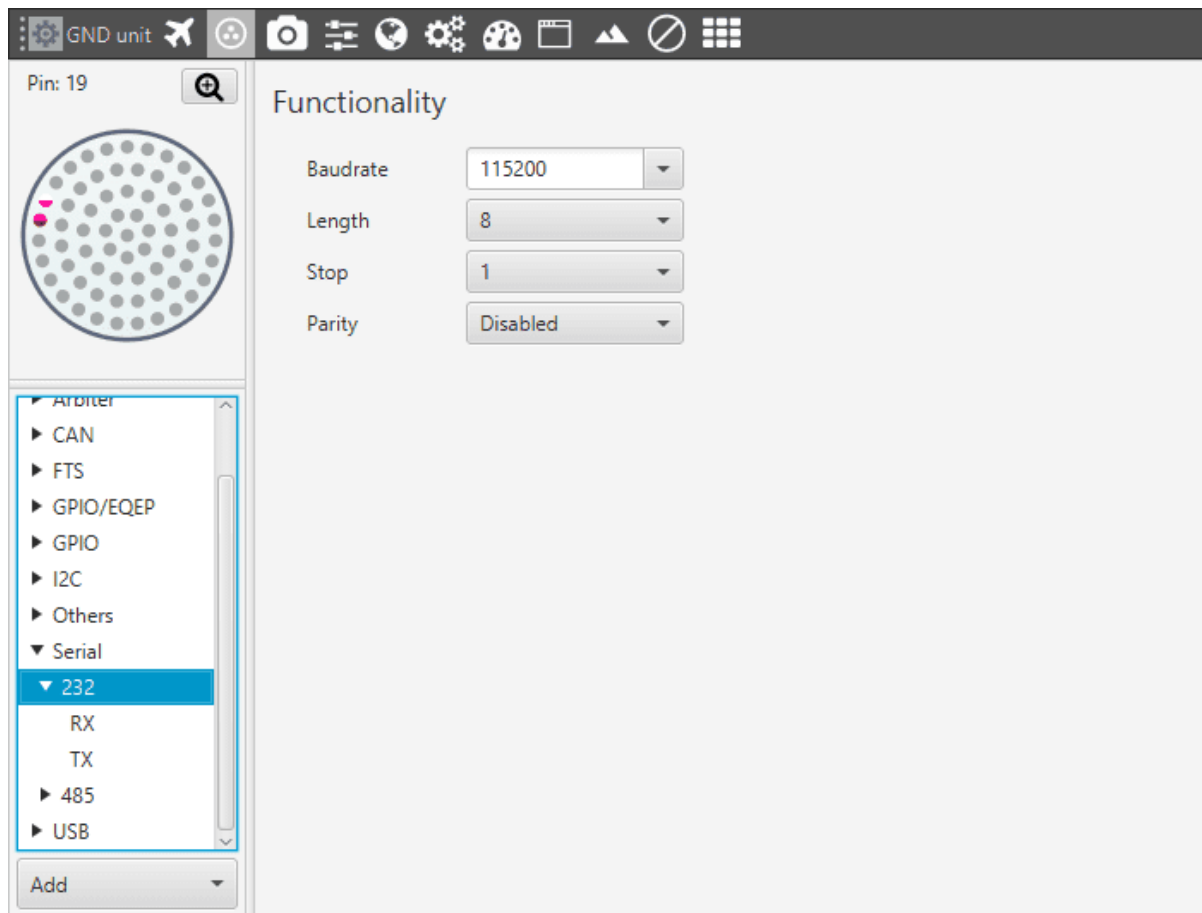 GND unit
Pin: 19
Functionality
Baudrate 115200
Length 8
Stop 1
Parity Disabled
Arbiter
CAN
FTS
GPIO/EQEP
GPIO
I2C
Others
Serial
232
RX
TX
485
USB
Add